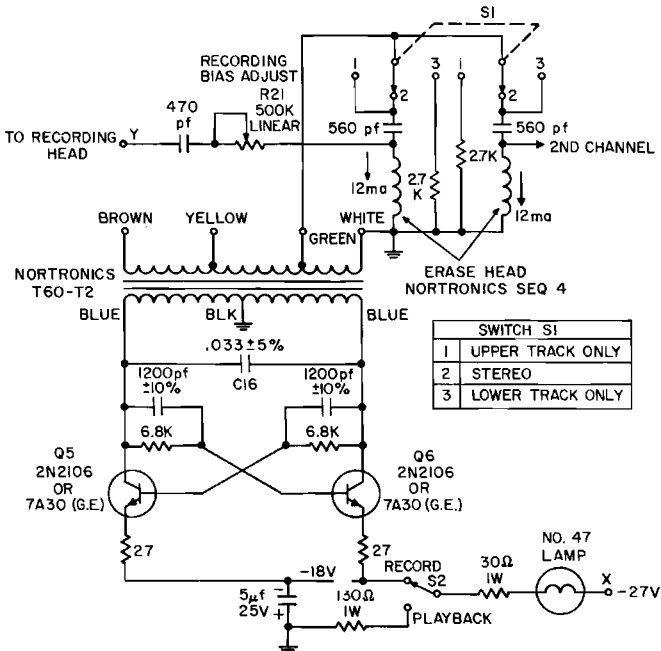 S1
RECORDING
BIAS ADJUST
R21
500K
LINEAR
1
2
3
1
2
3
470
pf
560 pf
560 pf
TO RECORDING
HEAD
Y
2ND CHANNEL
12ma
2.7
K
2.7K
12ma
BROWN
YELLOW
GREEN
WHITE
ERASE HEAD
NORTRONICS SEQ 4
NORTRONICS
T60-T2
BLUE
BLK
BLUE
SWITCH S1
1 UPPER TRACK ONLY
2 STEREO
3 LOWER TRACK ONLY
.033 ±5%
C16
1200pf
±10%
1200pf
±10%
6.8K
6.8K
Q5
2N2106
OR
7A30 (G.E.)
Q6
2N2106
OR
7A30 (G.E.)
27
27
-18V
RECORD
S2
PLAYBACK
30Ω
1W
NO. 47
LAMP
X
-27V
5µf
25V
-
+
130Ω
1W